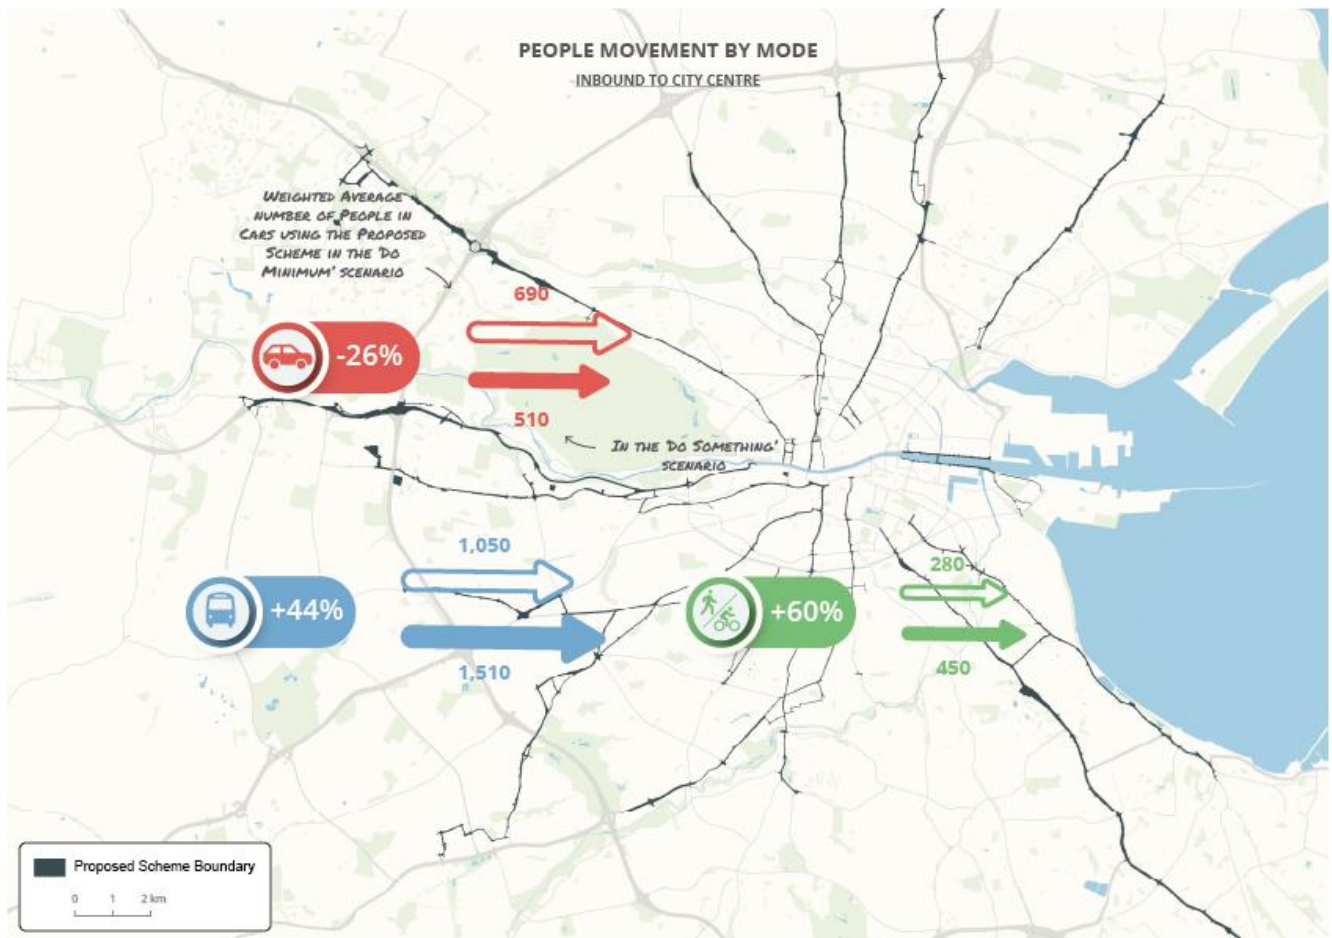 PEOPLE MOVEMENT BY MODE
INBOUND TO CITY CENTRE
WEIGHTED AVERAGE
NUMBER OF PEOPLE IN
CARS USING THE PROPOSED
SCHEME IN THE 'DO
MINIMUM' SCENARIO
690
-26%
510
IN THE 'DO SOMETHING'
SCENARIO
1,050
+44%
1,510
280
+60%
450
Proposed Scheme Boundary
0 1 2 km